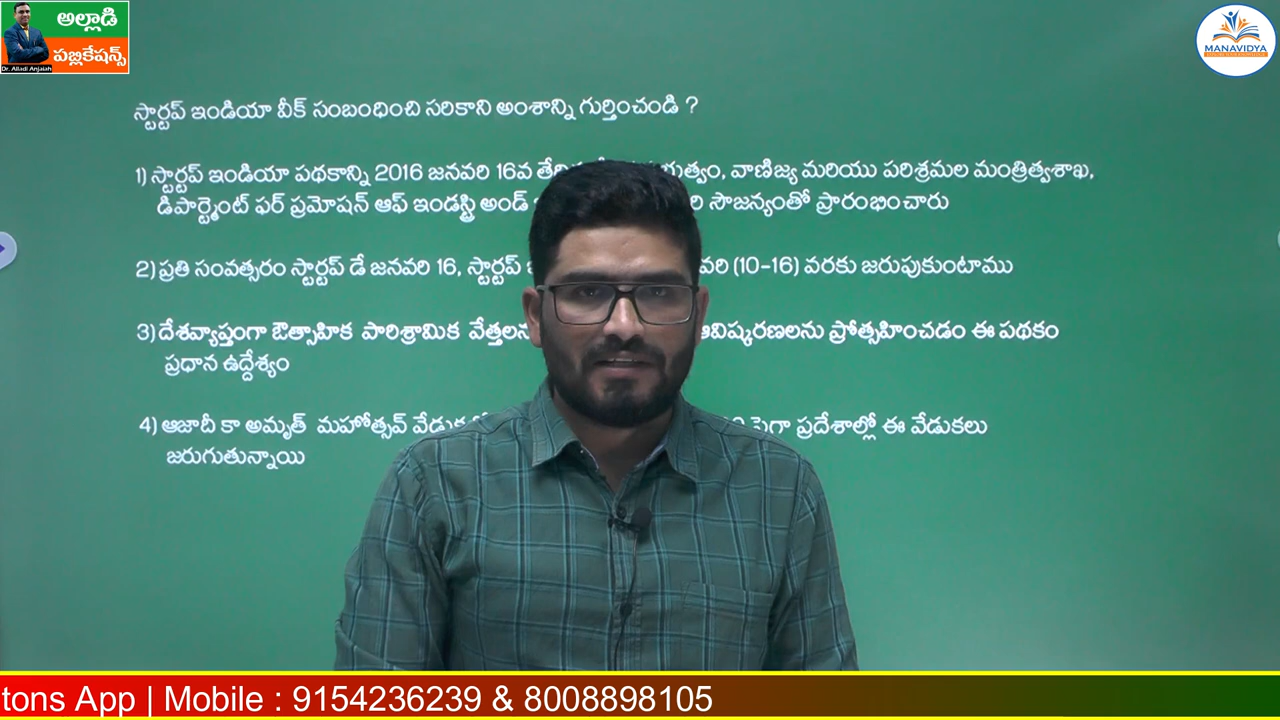 అల్లాడి
పబ్లికేషన్స్
Dr. Alladi Anjaiah
MANAVIDYA
స్టార్టప్ ఇండియా వీక్ సంబంధించి సరికాని అంశాన్ని గుర్తించండి ?
1) స్టార్టప్ ఇండియా పథకాన్ని 2016 జనవరి 16వ వాణిజ్య మరియు పరిశ్రమల మంత్రిత్వశాఖ,
డిపార్ట్మెంట్ ఫర్ ప్రమోషన్ ఆఫ్ ఇండస్ట్రి అండ్ సౌజన్యంతో ప్రారంభించారు
2) ప్రతి సంవత్సరం స్టార్టప్ డే జనవరి 16, స్టార్టప్ (10-16) వరకు జరుపుకుంటాము
3) దేశవ్యాప్తంగా ఔత్సాహిక పారిశ్రామిక ఆవిష్కరణలను ప్రోత్సహించడం ఈ పథకం
ప్రధాన ఉద్దేశ్యం
4) ఆజాదీ కా అమృత్ మహోత్సవ్ పైగా ప్రదేశాల్లో ఈ వేడుకలు
జరుగుతున్నాయి
tons App | Mobile : 9154236239 & 8008898105